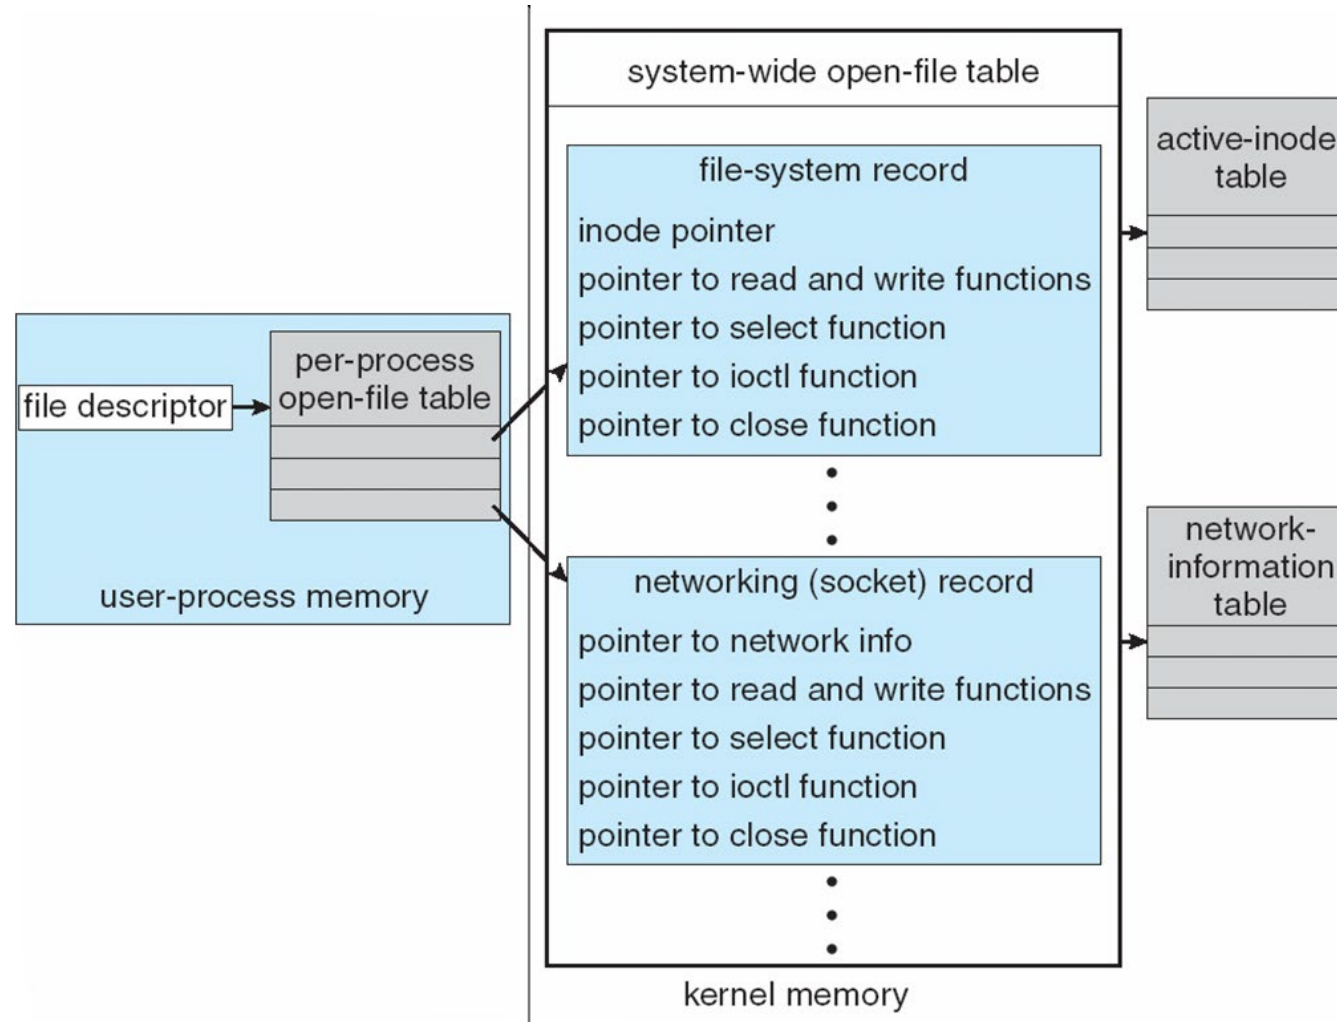 system-wide open-file table
file-system record
inode pointer
pointer to read and write functions
pointer to select function
pointer to ioctl function
pointer to close function
active-inode
table
per-process
open-file table
file descriptor
user-process memory
networking (socket) record
pointer to network info
pointer to read and write functions
pointer to select function
pointer to ioctl function
pointer to close function
network-
information
table
kernel memory